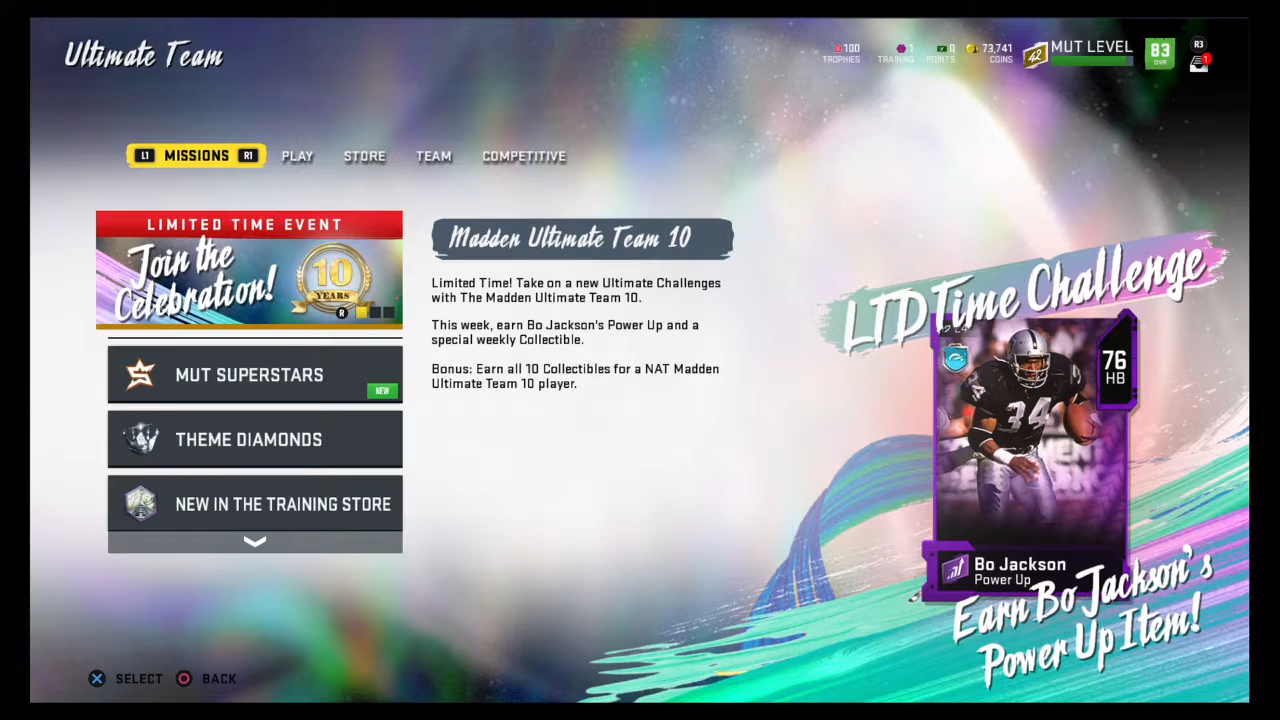 Ultimate Team
100
TROPHIES
1
TRAINING
0
POINTS
73,741
COINS
42
MUT LEVEL
83
OVR
R3
1
L1 MISSIONS R1
PLAY
STORE
TEAM
COMPETITIVE
LIMITED TIME EVENT
Join the
Celebration!
10
YEARS
R
MUT SUPERSTARS
NEW
THEME DIAMONDS
NEW IN THE TRAINING STORE
Madden Ultimate Team 10
Limited Time! Take on a new Ultimate Challenges
with The Madden Ultimate Team 10.
This week, earn Bo Jackson's Power Up and a
special weekly Collectible.
Bonus: Earn all 10 Collectibles for a NAT Madden
Ultimate Team 10 player.
LTD Time Challenge
76
HB
34
Bo Jackson
Power Up
Earn Bo Jackson's
Power Up Item!
SELECT
BACK